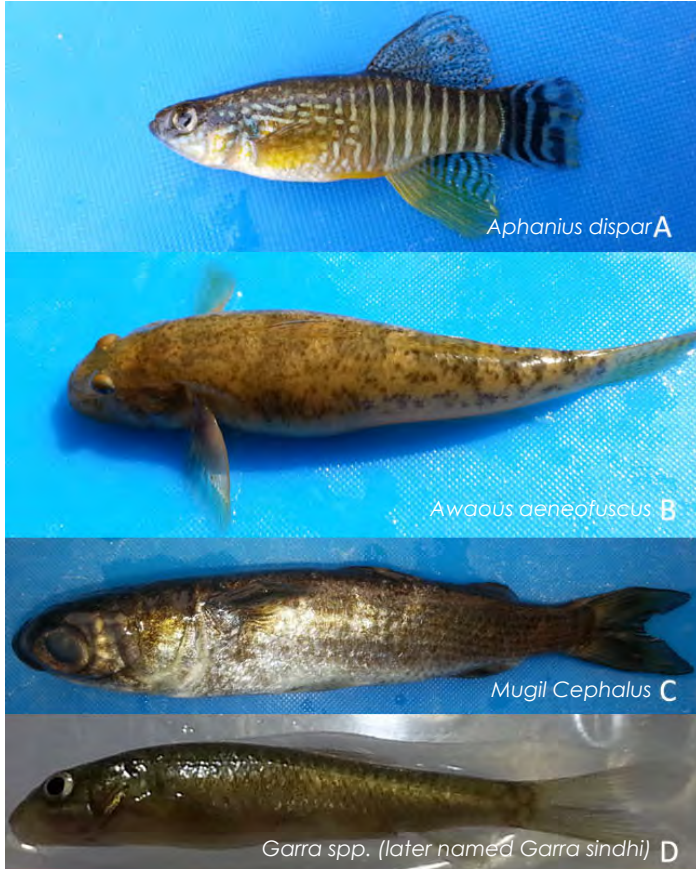 Aphanius dispar A
Awaous aeneofuscus B
Mugil Cephalus C
Garra spp. (later named Garra sindhi) D